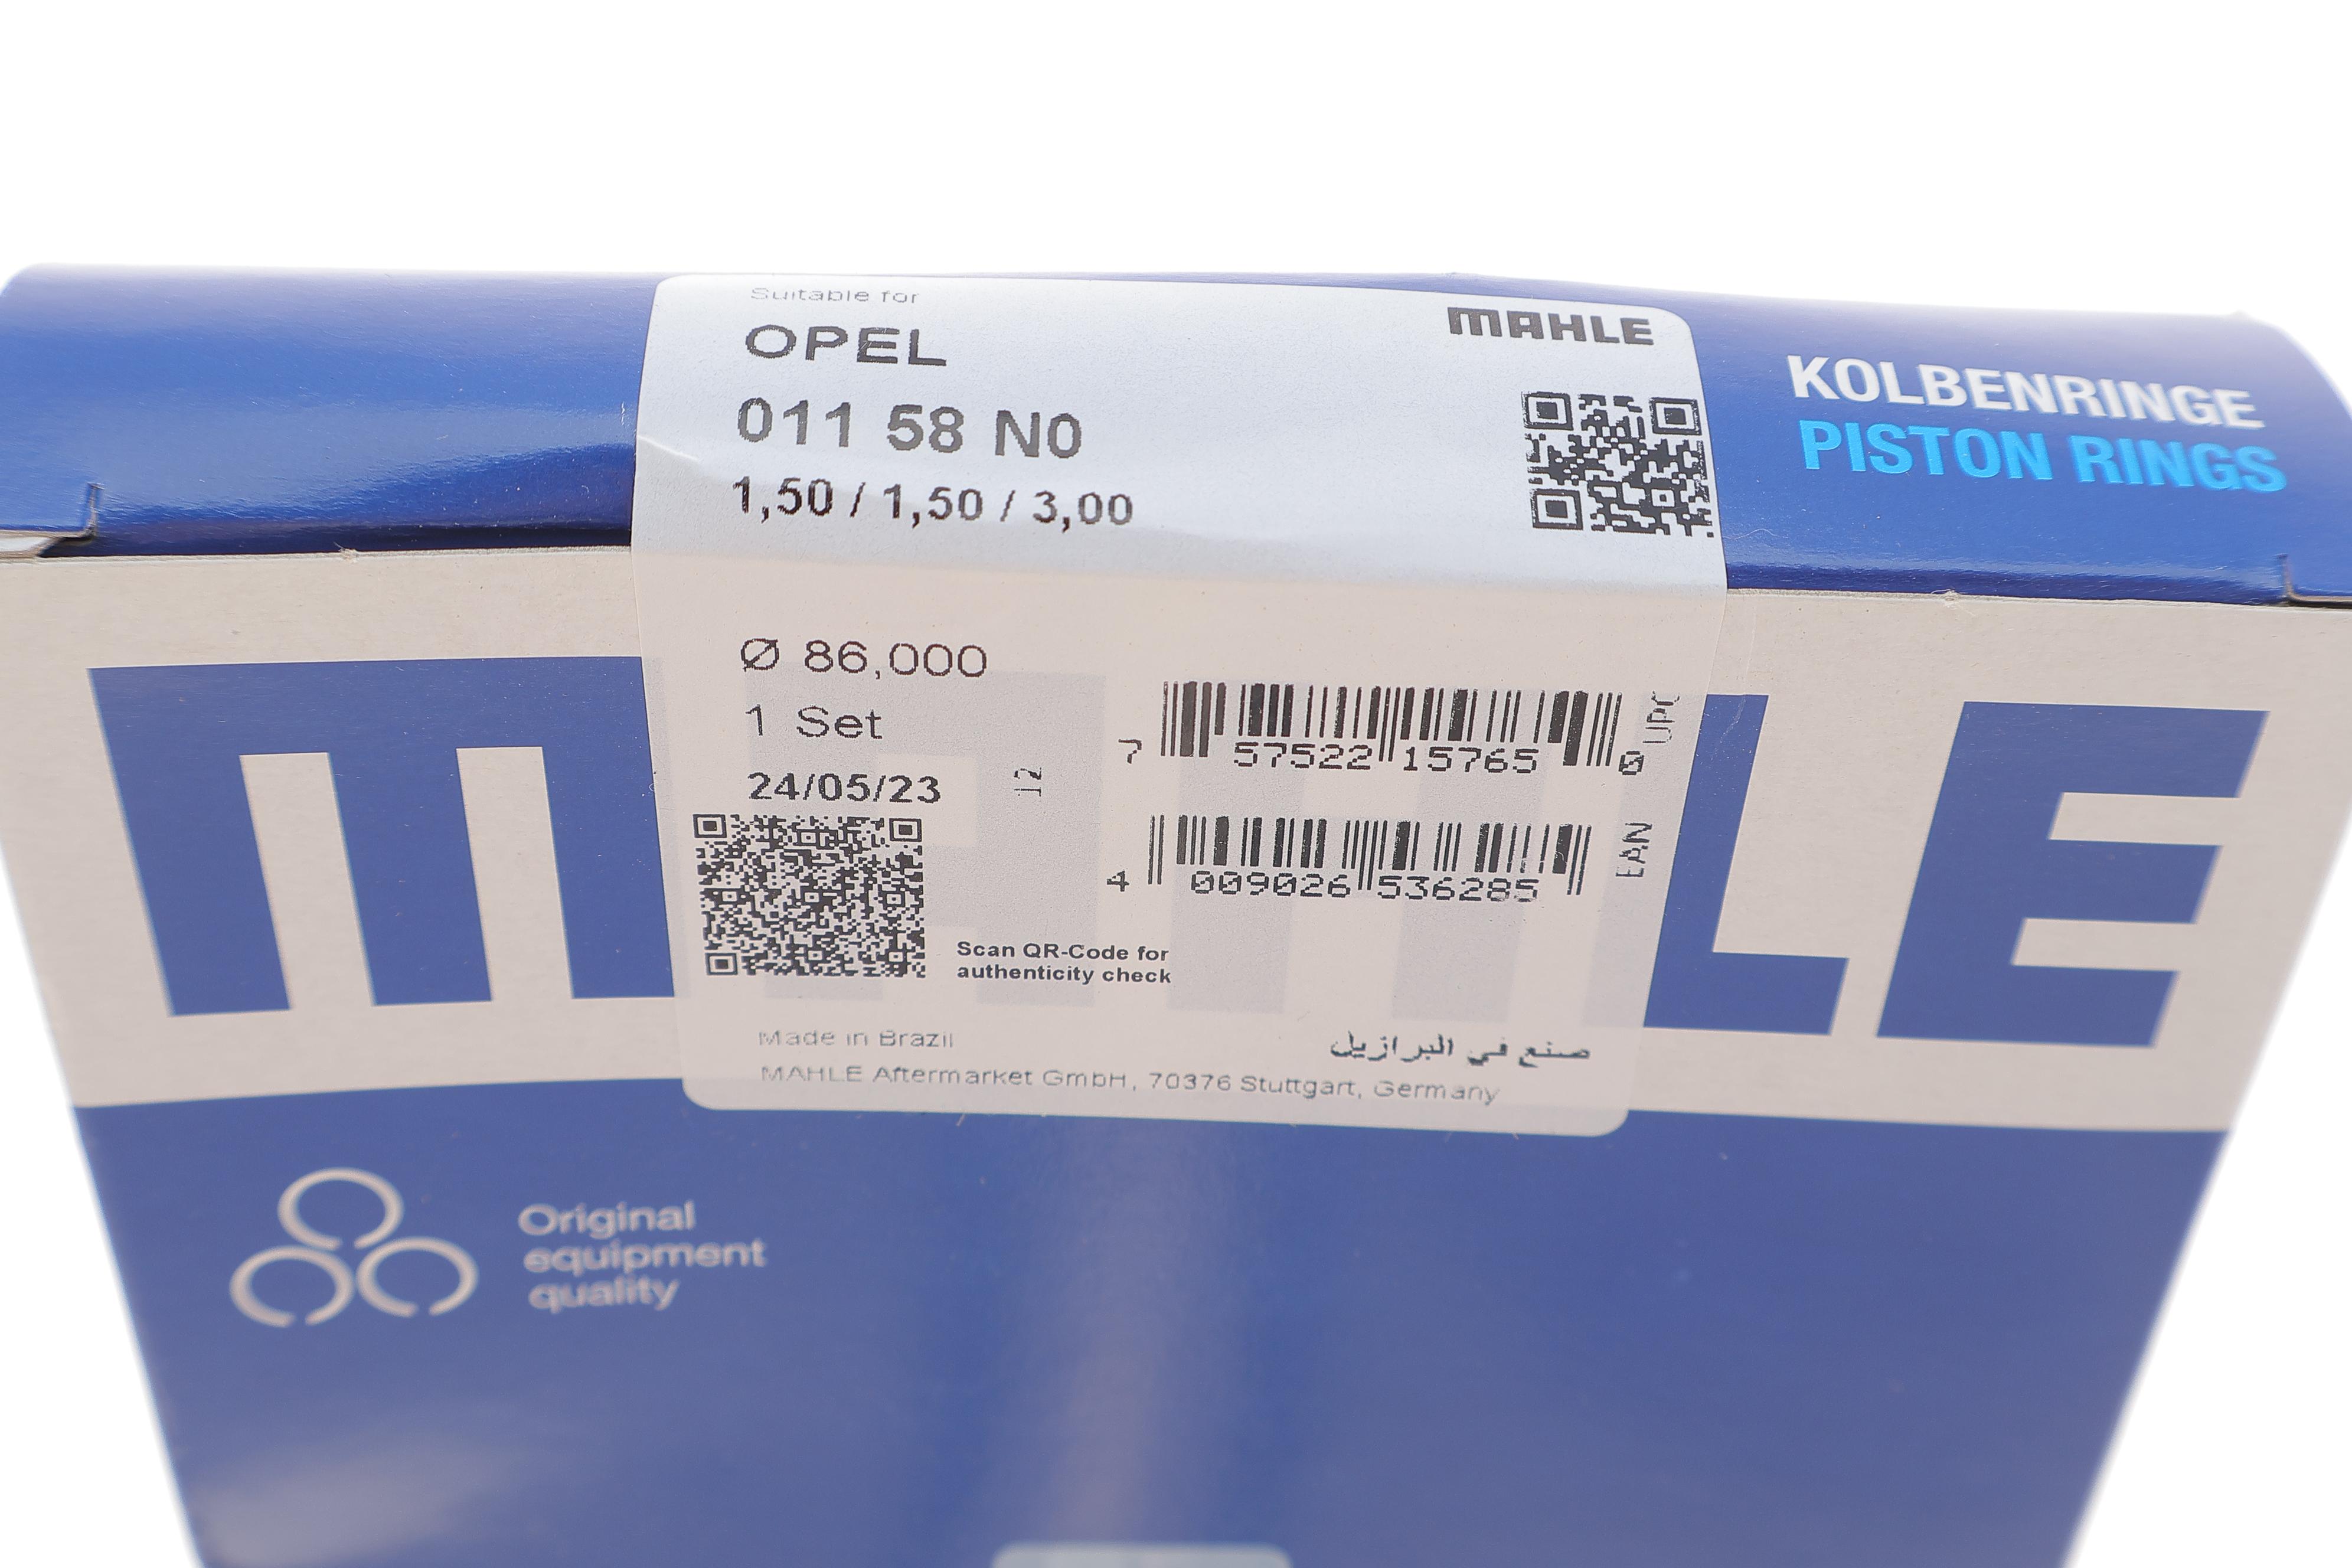 Suitable for
OPEL
011 58 N0
1,50 / 1,50 / 3,00
MAHLE
KOLBENRINGE
PISTON RINGS
Ø 86,000
1 Set
24/05/23
12
7 57522 15765 0
UPC
4 009026 536285
EAN
Scan QR-Code for
authenticity check
Made in Brazil
صنع في البرازيل
MAHLE Aftermarket GmbH, 70376 Stuttgart, Germany
MAHLE
Original
equipment
quality